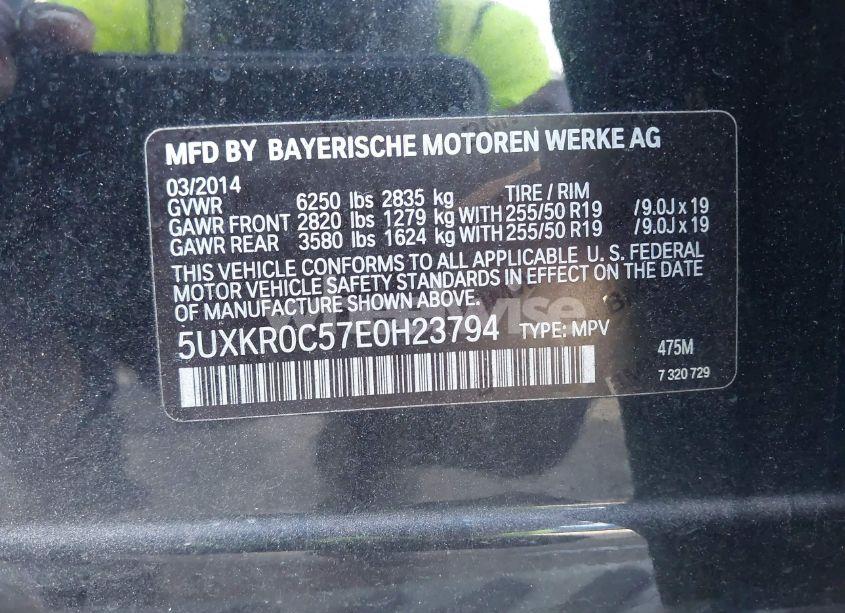 MFD BY BAYERISCHE MOTOREN WERKE AG
03/2014 TIRE / RIM
GVWR 6250 lbs 2835 kg
GAWR FRONT 2820 lbs 1279 kg WITH 255/50 R19 / 9.0J x 19
GAWR REAR 3580 lbs 1624 kg WITH 255/50 R19 / 9.0J x 19
THIS VEHICLE CONFORMS TO ALL APPLICABLE U. S. FEDERAL
MOTOR VEHICLE SAFETY STANDARDS IN EFFECT ON THE DATE
OF MANUFACTURE SHOWN ABOVE.
5UXKR0C57E0H23794 TYPE: MPV
475M
7 320 729